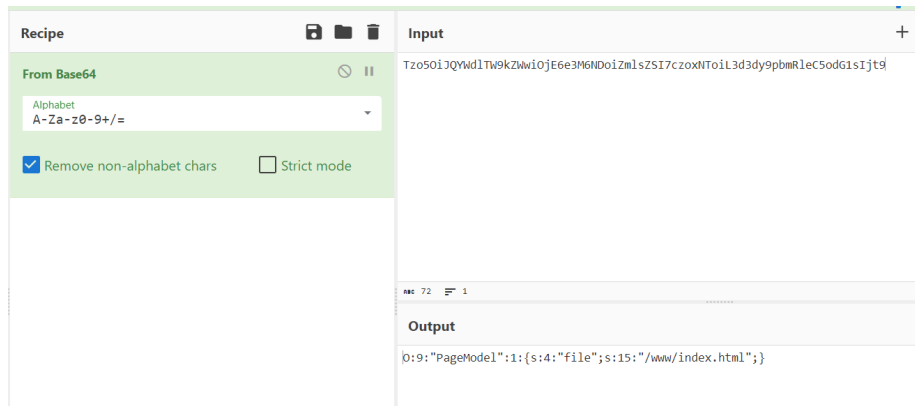 Recipe
From Base64
Alphabet
A-Za-z0-9+/=
Remove non-alphabet chars
Strict mode
Input
+
Tzo5OiJQYWdlTW9kZWwiOjE6e3M6NDoiZmlsZSI7czoxNToiL3d3dy9pbmRleC5odG1sIjt9
ABC 72
1
Output
O:9:"PageModel":1:{s:4:"file";s:15:"/www/index.html";}